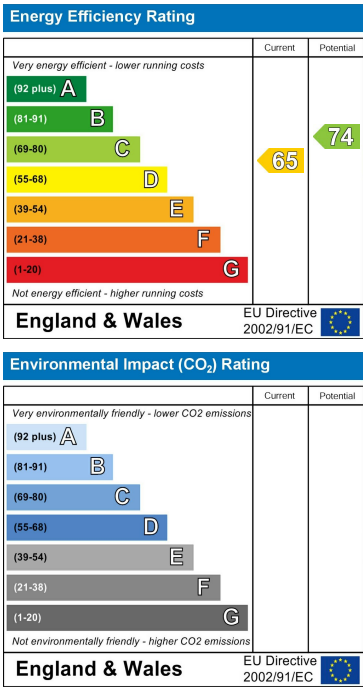 Energy Efficiency Rating
Current Potential
Very energy efficient - lower running costs
(92 plus) A
(81-91) B
(69-80) C
(55-68) D
(39-54) E
(21-38) F
(1-20) G
65
74
Not energy efficient - higher running costs
England & Wales
EU Directive
2002/91/EC
Environmental Impact (CO₂) Rating
Current Potential
Very environmentally friendly - lower CO2 emissions
(92 plus) A
(81-91) B
(69-80) C
(55-68) D
(39-54) E
(21-38) F
(1-20) G
Not environmentally friendly - higher CO2 emissions
England & Wales
EU Directive
2002/91/EC